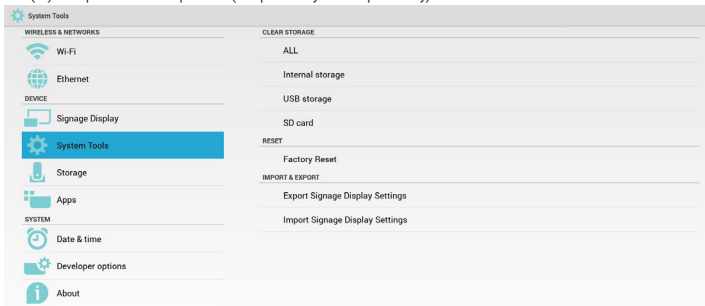 System Tools
WIRELESS & NETWORKS
Wi-Fi
Ethernet
DEVICE
Signage Display
System Tools
Storage
Apps
SYSTEM
Date & time
Developer options
About
CLEAR STORAGE
ALL
Internal storage
USB storage
SD card
RESET
Factory Reset
IMPORT & EXPORT
Export Signage Display Settings
Import Signage Display Settings